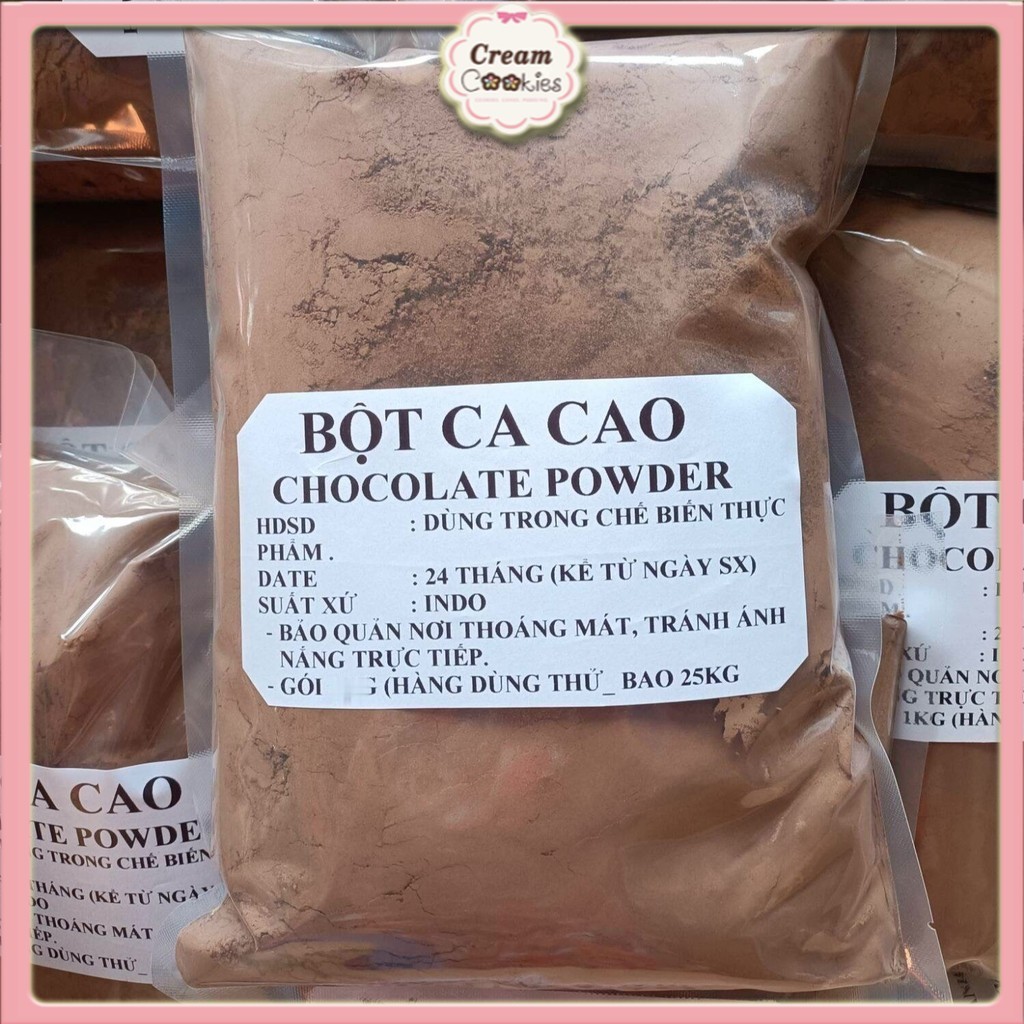 Cream
Cookies
BỘT CA CAO
CHOCOLATE POWDER
HDSD : DÙNG TRONG CHẾ BIẾN THỰC
PHẨM .
DATE : 24 THÁNG (KỂ TỪ NGÀY SX)
SUẤT XỨ : INDO
- BẢO QUẢN NƠI THOÁNG MÁT, TRÁNH ÁNH
NẮNG TRỰC TIẾP.
- GÓI G (HÀNG DÙNG THỬ_ BAO 25KG
BỘT
CHOCO
XỨ :
QUẢN
G TRỰC
1KG (HÀN
A CAO
TE POWDE
G TRONG CHẾ BIẾN
THÁNG (KỂ TỪ NGÀY
DO
THOÁNG MÁT
ẾP.
G DÙNG THỬ_